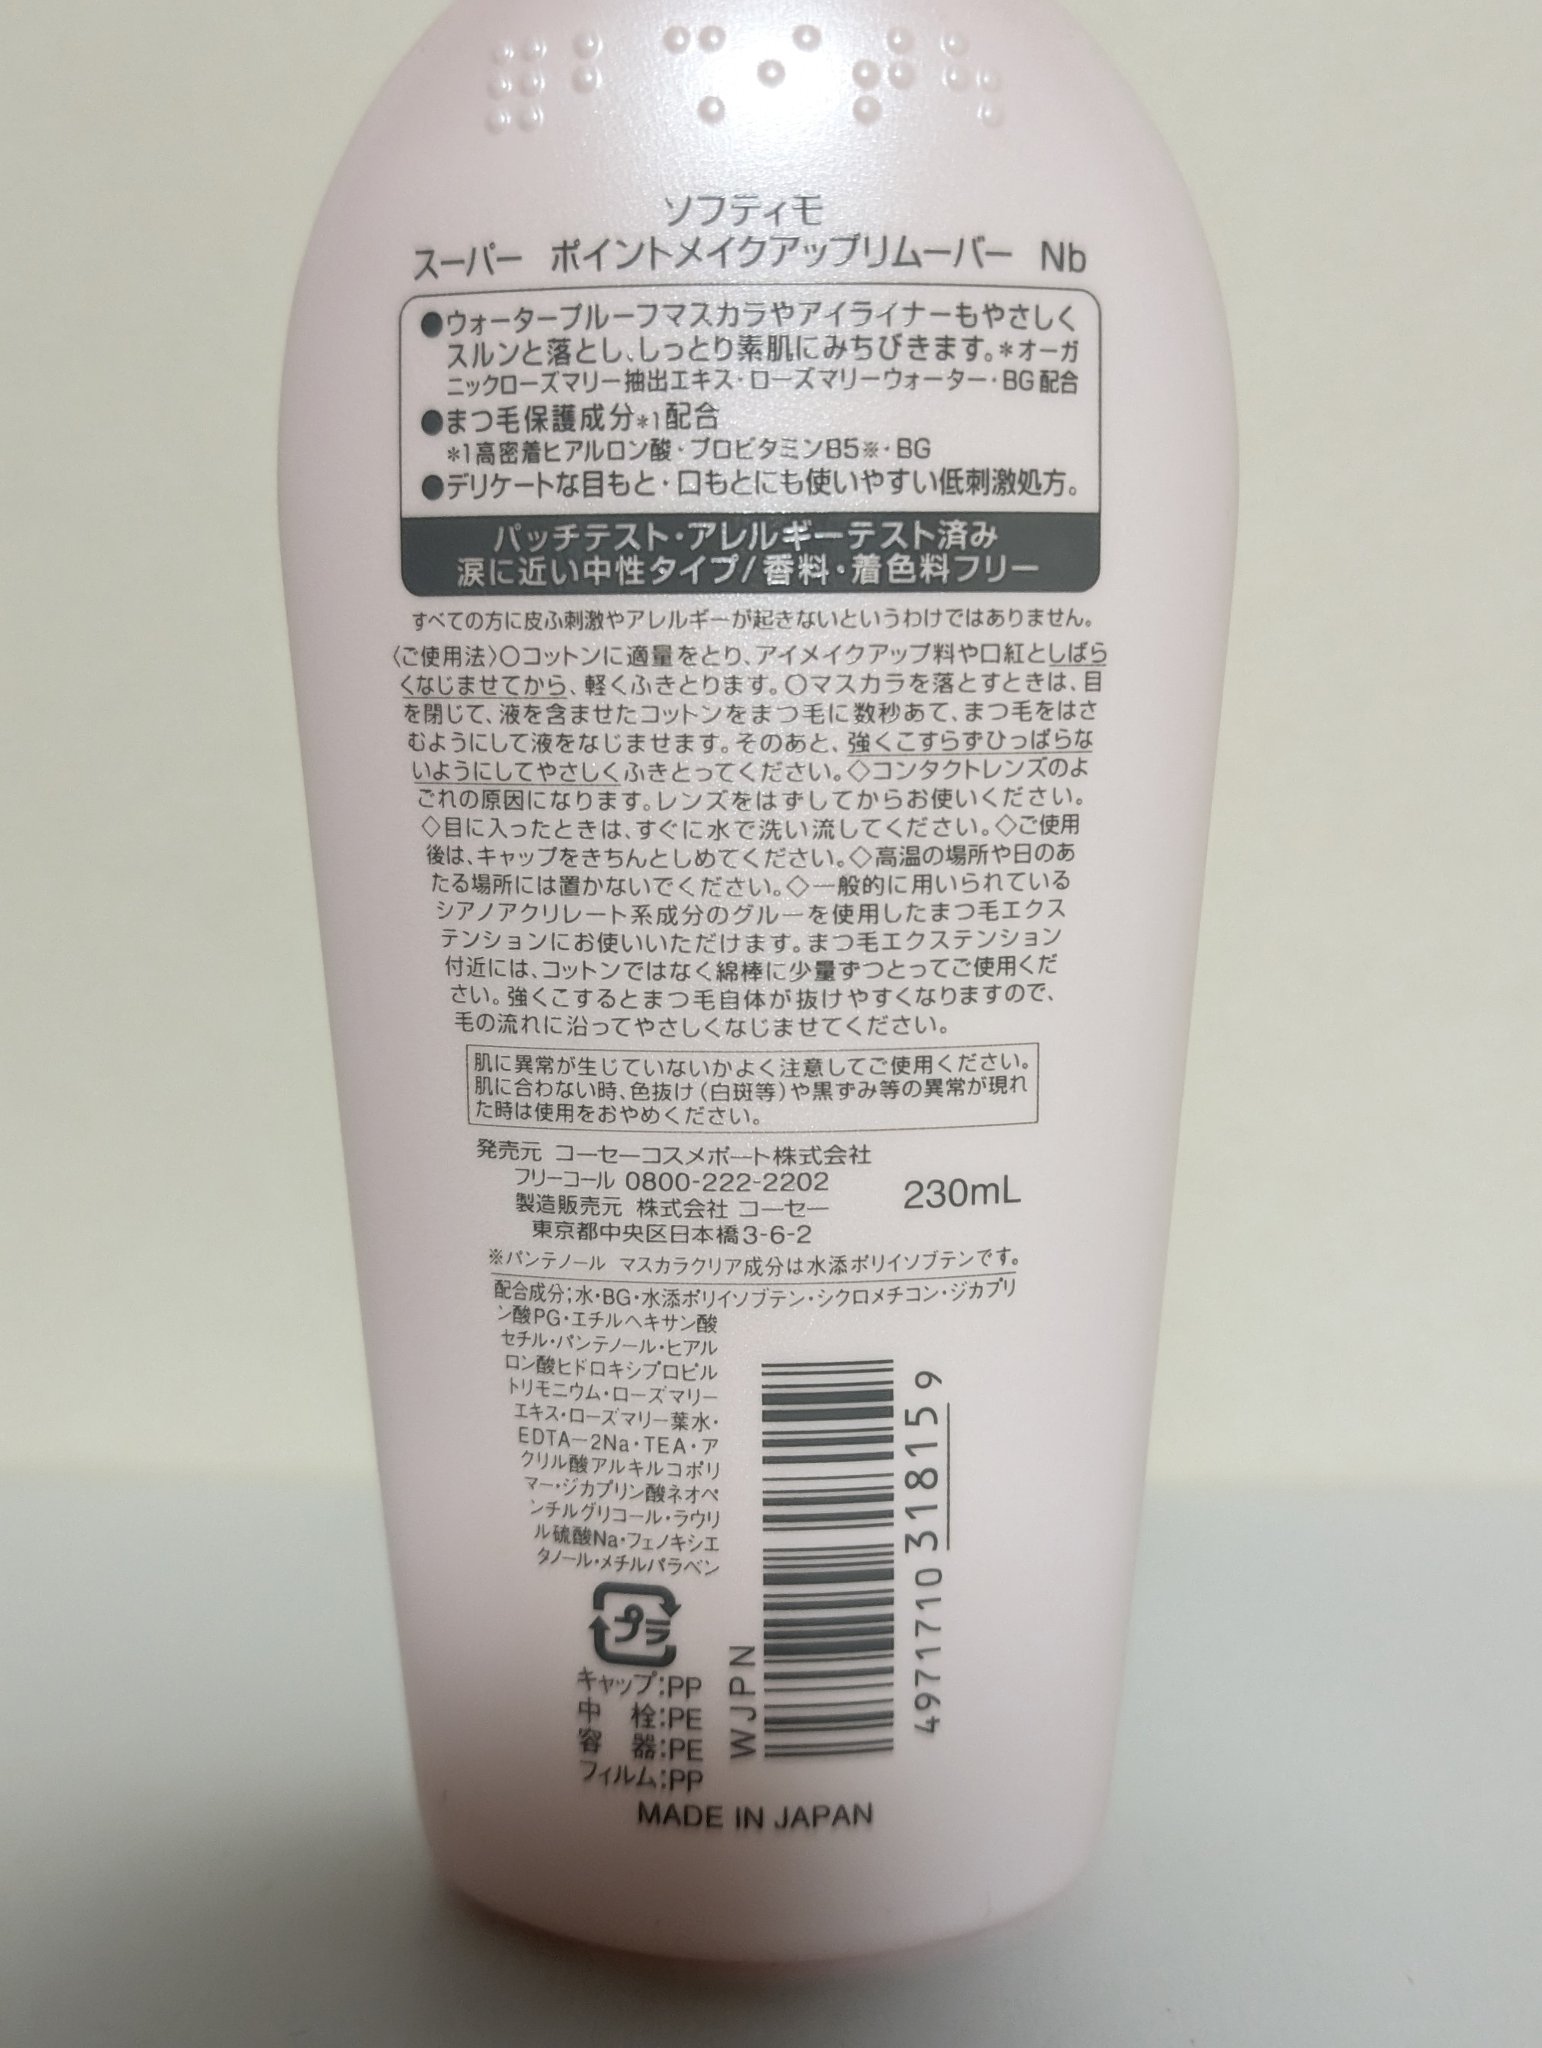 ソフティモ
スーパー ポイントメイクアップリムーバー Nb
●ウォータープルーフマスカラやアイライナーもやさしく
スルンと落とし、しっとり素肌にみちびきます。*オーガ
ニックローズマリー抽出エキス・ローズマリーウォーター・BG配合
●まつ毛保護成分*1配合
*1高密着ヒアルロン酸・プロビタミンB5※・BG
●デリケートな目もと・口もとにも使いやすい低刺激処方。
パッチテスト・アレルギーテスト済み
涙に近い中性タイプ/香料・着色料フリー
すべての方に皮ふ刺激やアレルギーが起きないというわけではありません。
〈ご使用法〉○コットンに適量をとり、アイメイクアップ料や口紅としばら
くなじませてから、軽くふきとります。○マスカラを落とすときは、目
を閉じて、液を含ませたコットンをまつ毛に数秒あて、まつ毛をはさ
むようにして液をなじませます。そのあと、強くこすらずひっぱらな
いようにしてやさしくふきとってください。◇コンタクトレンズのよ
ごれの原因になります。レンズをはずしてからお使いください。
◇目に入ったときは、すぐに水で洗い流してください。◇ご使用
後は、キャップをきちんとしめてください。◇高温の場所や日のあ
たる場所には置かないでください。◇一般的に用いられている
シアノアクリレート系成分のグルーを使用したまつ毛エクス
テンションにお使いいただけます。まつ毛エクステンション
付近には、コットンではなく綿棒に少量ずつとってご使用くだ
さい。強くこするとまつ毛自体が抜けやすくなりますので、
毛の流れに沿ってやさしくなじませてください。
肌に異常が生じていないかよく注意してご使用ください。
肌に合わない時、色抜け(白斑等)や黒ずみ等の異常が現れ
た時は使用をおやめください。
発売元 コーセーコスメポート株式会社
フリーコール 0800-222-2202
製造販売元 株式会社 コーセー
東京都中央区日本橋3-6-2
230mL
※パンテノール マスカラクリア成分は水添ポリイソブテンです。
配合成分;水・BG・水添ポリイソブテン・シクロメチコン・ジカプリ
ン酸PG・エチルヘキサン酸
セチル・パンテノール・ヒアル
ロン酸ヒドロキシプロピル
トリモニウム・ローズマリー
エキス・ローズマリー葉水・
EDTA-2Na・TEA・ア
クリル酸アルキルコポリ
マー・ジカプリン酸ネオペ
ンチルグリコール・ラウリ
ル硫酸Na・フェノキシエ
タノール・メチルパラベン
プラ
キャップ:PP
中 栓:PE
容 器:PE
フィルム:PP
WJPN
4971710318159
MADE IN JAPAN